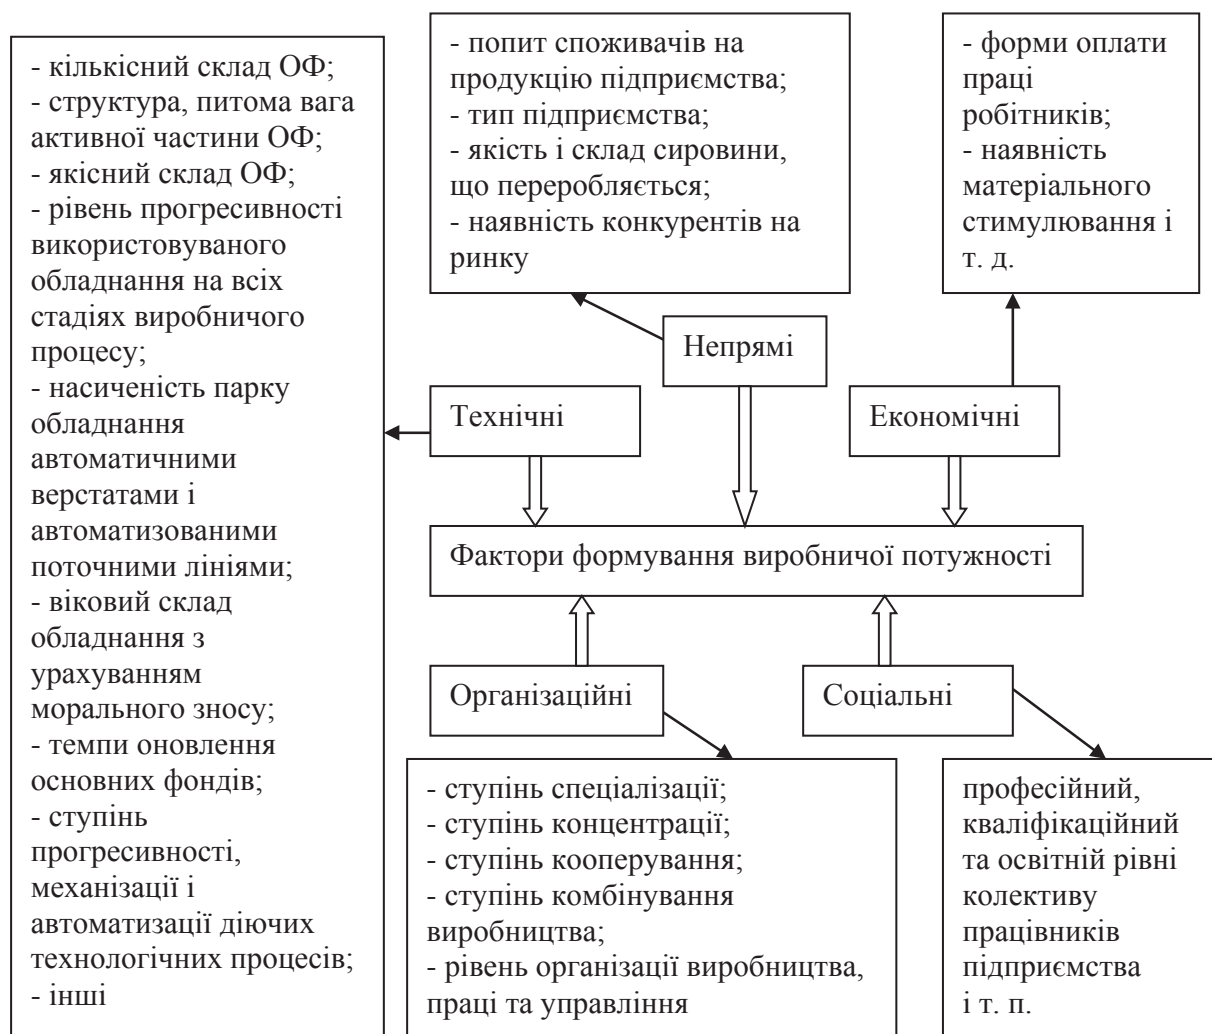 - кількісний склад ОФ;
- структура, питома вага
активної частини ОФ;
- якісний склад ОФ;
- рівень прогресивності
використовуваного
обладнання на всіх
стадіях виробничого
процесу;
- насиченість парку
обладнання
автоматичними
верстатами і
автоматизованими
поточними лініями;
- віковий склад
обладнання з
урахуванням
морального зносу;
- темпи оновлення
основних фондів;
- ступінь
прогресивності,
механізації і
автоматизації діючих
технологічних процесів;
- інші
- попит споживачів на
продукцію підприємства;
- тип підприємства;
- якість і склад сировини,
що переробляється;
- наявність конкурентів на
ринку
- форми оплати
праці
робітників;
- наявність
матеріального
стимулювання і
т. д.
Непрямі
Технічні
Економічні
Фактори формування виробничої потужності
Організаційні
Соціальні
- ступінь спеціалізації;
- ступінь концентрації;
- ступінь кооперування;
- ступінь комбінування
виробництва;
- рівень організації виробництва,
праці та управління
професійний,
кваліфікаційний
та освітній рівні
колективу
працівників
підприємства
і т. п.